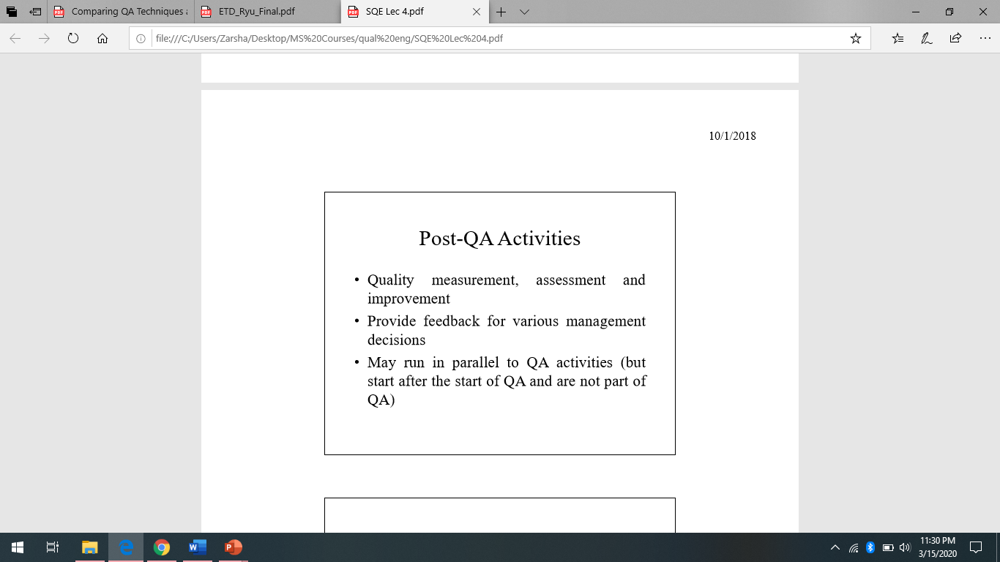 Comparing QA Techniques a
ETD_Ryu_Final.pdf
SQE Lec 4.pdf
file:///C:/Users/Zarsha/Desktop/MS%20Courses/qual%20eng/SQE%20Lec%204.pdf
10/1/2018
Post-QA Activities
• Quality measurement, assessment and
improvement
• Provide feedback for various management
decisions
• May run in parallel to QA activities (but
start after the start of QA and are not part of
QA)
11:30 PM
3/15/2020